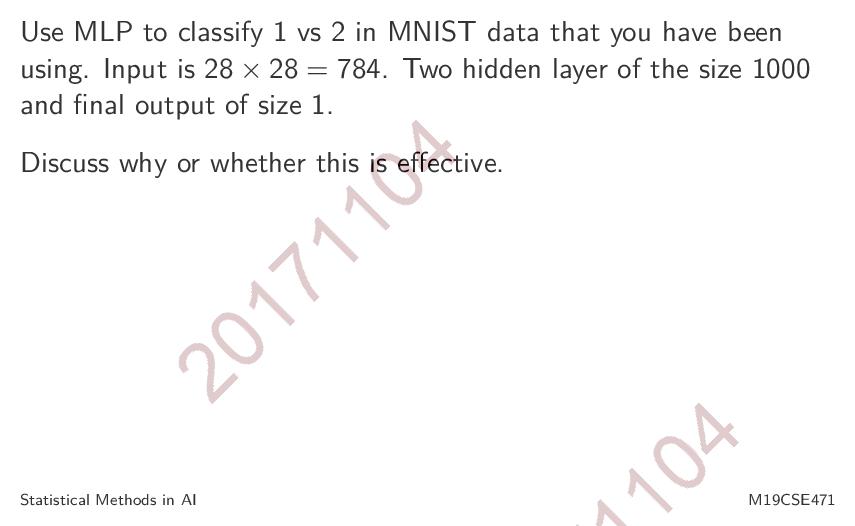 Use MLP to classify 1 vs 2 in MNIST data that you have been
using. Input is 28 × 28 = 784. Two hidden layer of the size 1000
and final output of size 1.
Discuss why or whether this is effective.
20171104
1104
Statistical Methods in AI
M19CSE471